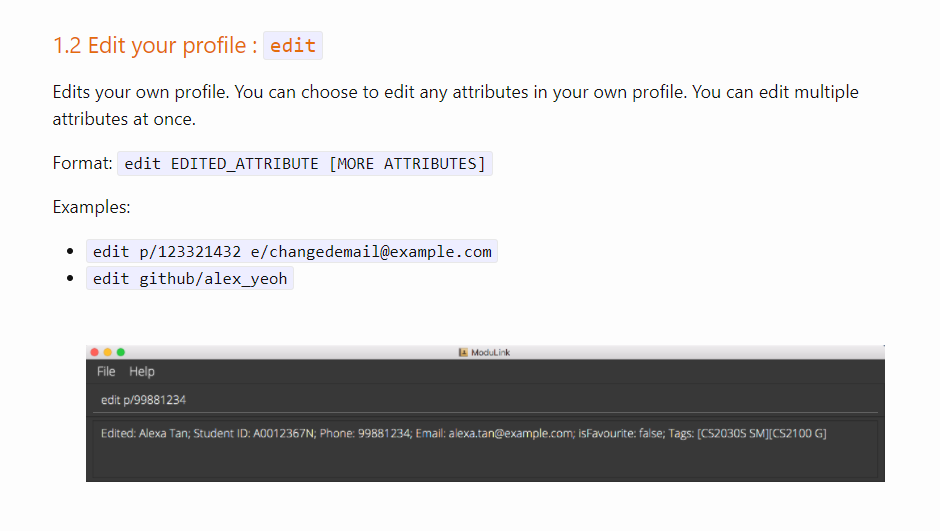 1.2 Edit your profile : edit
Edits your own profile. You can choose to edit any attributes in your own profile. You can edit multiple
attributes at once.
Format: edit EDITED_ATTRIBUTE [MORE ATTRIBUTES]
Examples:
edit p/123321432 e/changedemail@example.com
edit github/alex_yeoh
ModuLink
File Help
edit p/99881234
Edited: Alexa Tan; Student ID: A0012367N; Phone: 99881234; Email: alexa.tan@example.com; isFavourite: false; Tags: [CS2030S SM][CS2100 G]